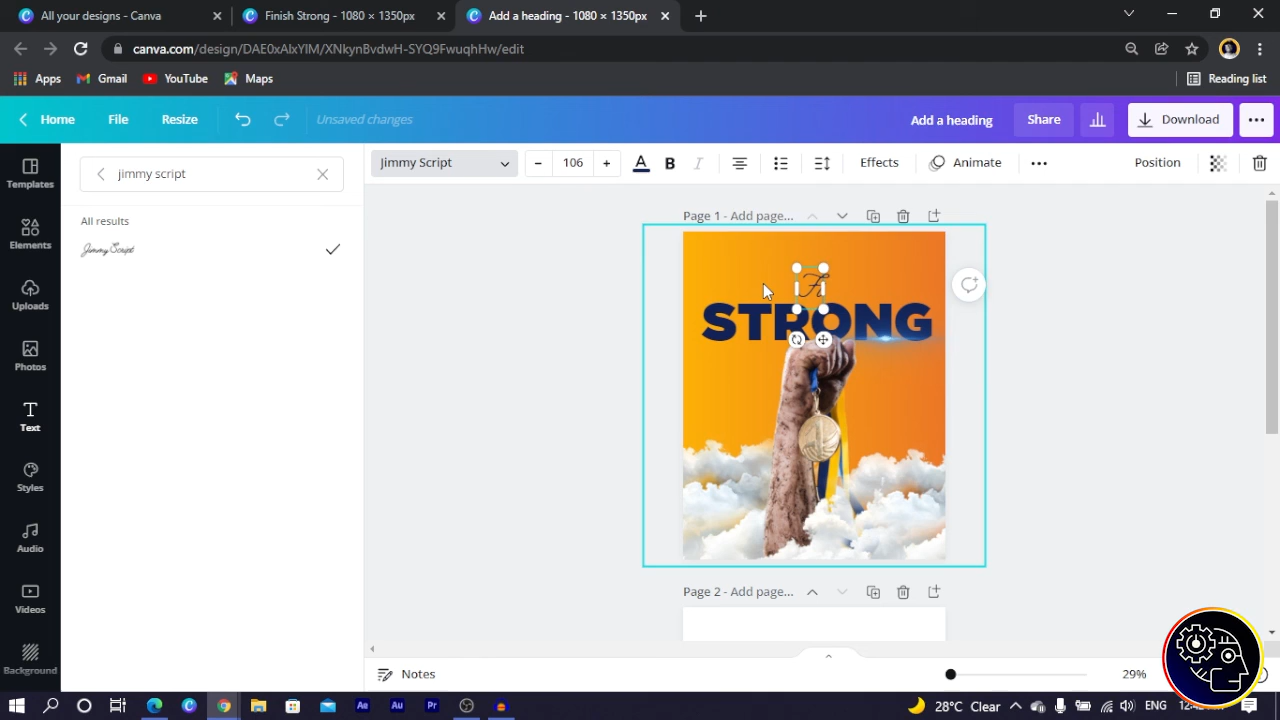 All your designs - Canva
Finish Strong - 1080 × 1350px
Add a heading - 1080 × 1350px
canva.com/design/DAE0xAlxYlM/XNkynBvdwH-SYQ9FwuqhHw/edit
Apps
Gmail
YouTube
Maps
Reading list
Home
File
Resize
Unsaved changes
Add a heading
Share
Download
Templates
Elements
Uploads
Photos
Text
Styles
Audio
Videos
Background
jimmy script
All results
Jimmy Script
Jimmy Script
106
A
B
I
Effects
Animate
Position
Page 1 - Add page...
Fi
STRONG
Page 2 - Add page...
Notes
29%
28°C Clear
ENG